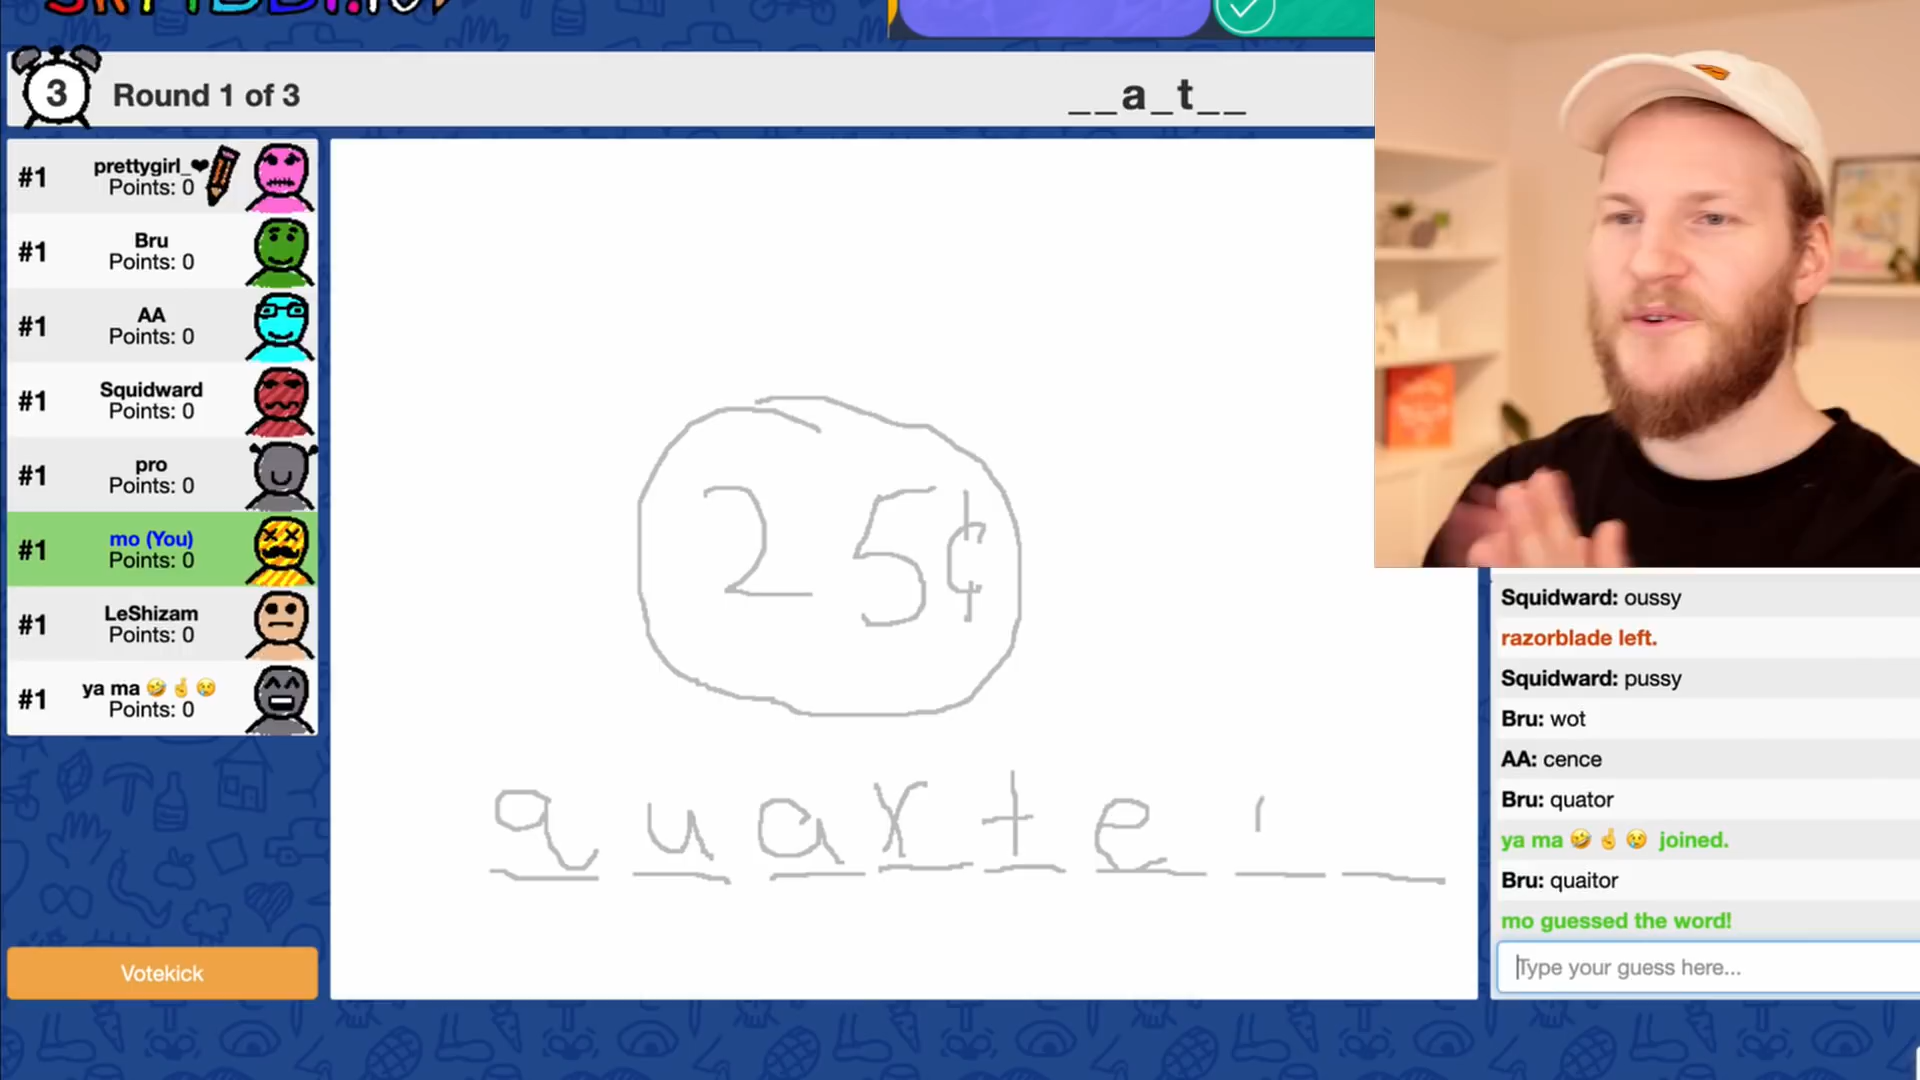 skribbl.io
3
Round 1 of 3
__a_t__
#1 prettygirl_❤ Points: 0
#1 Bru Points: 0
#1 AA Points: 0
#1 Squidward Points: 0
#1 pro Points: 0
#1 mo (You) Points: 0
#1 LeShizam Points: 0
#1 ya ma 🤣🤞😢 Points: 0
Votekick
25¢
quarte
Squidward: oussy
razorblade left.
Squidward: pussy
Bru: wot
AA: cence
Bru: quator
ya ma 🤣🤞😢 joined.
Bru: quaitor
mo guessed the word!
Type your guess here...